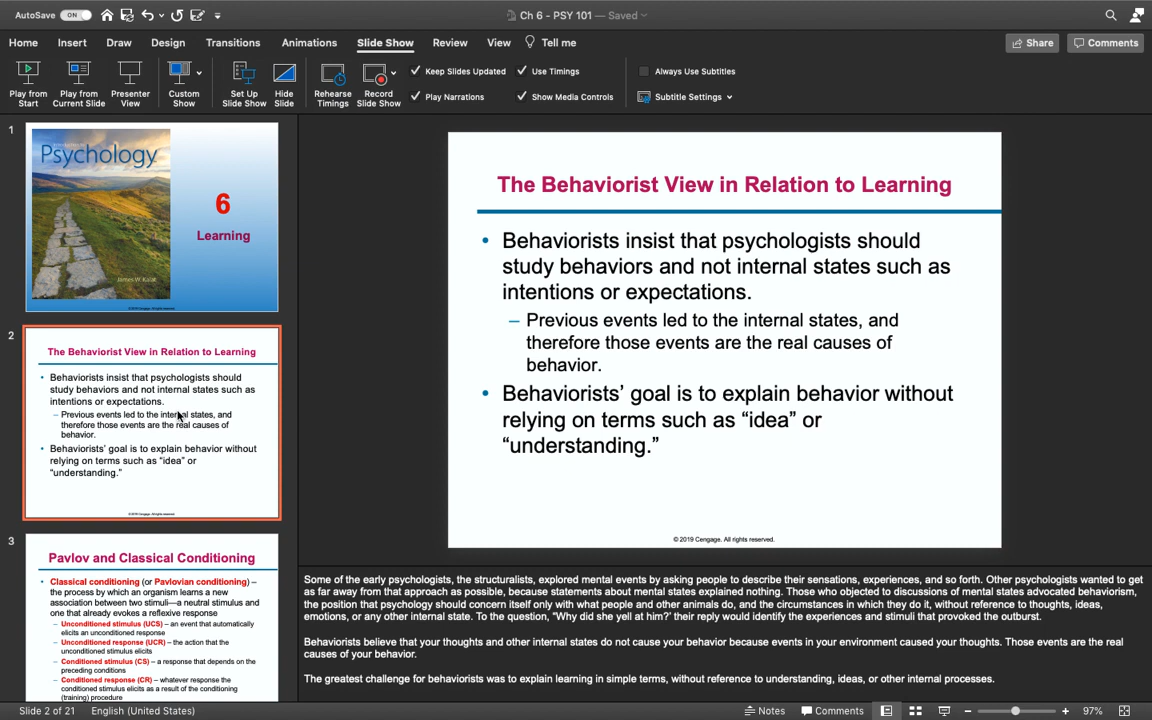 AutoSave ON Ch 6 - PSY 101 — Saved
Home Insert Draw Design Transitions Animations Slide Show Review View Tell me Share Comments
Play from Start Play from Current Slide Presenter View Custom Show Set Up Slide Show Hide Slide Rehearse Timings Record Slide Show
Keep Slides Updated Use Timings Always Use Subtitles
Play Narrations Show Media Controls Subtitle Settings
1
Psychology
6
Learning
James W. Kalat
2
The Behaviorist View in Relation to Learning
• Behaviorists insist that psychologists should
study behaviors and not internal states such as
intentions or expectations.
– Previous events led to the internal states, and
therefore those events are the real causes of
behavior.
• Behaviorists' goal is to explain behavior without
relying on terms such as “idea” or
“understanding.”
© 2019 Cengage. All rights reserved.
3
Pavlov and Classical Conditioning
• Classical conditioning (or Pavlovian conditioning) –
the process by which an organism learns a new
association between two stimuli—a neutral stimulus and
one that already evokes a reflexive response
– Unconditioned stimulus (UCS) – an event that automatically
elicits an unconditioned response
– Unconditioned response (UCR) – the action that the
unconditioned stimulus elicits
– Conditioned stimulus (CS) – a response that depends on the
preceding conditions
– Conditioned response (CR) – whatever response the
conditioned stimulus elicits as a result of the conditioning
(training) procedure
The Behaviorist View in Relation to Learning
• Behaviorists insist that psychologists should
study behaviors and not internal states such as
intentions or expectations.
– Previous events led to the internal states, and
therefore those events are the real causes of
behavior.
• Behaviorists’ goal is to explain behavior without
relying on terms such as “idea” or
“understanding.”
© 2019 Cengage. All rights reserved.
Some of the early psychologists, the structuralists, explored mental events by asking people to describe their sensations, experiences, and so forth. Other psychologists wanted to get
as far away from that approach as possible, because statements about mental states explained nothing. Those who objected to discussions of mental states advocated behaviorism,
the position that psychology should concern itself only with what people and other animals do, and the circumstances in which they do it, without reference to thoughts, ideas,
emotions, or any other internal state. To the question, “Why did she yell at him?’ their reply would identify the experiences and stimuli that provoked the outburst.
Behaviorists believe that your thoughts and other internal states do not cause your behavior because events in your environment caused your thoughts. Those events are the real
causes of your behavior.
The greatest challenge for behaviorists was to explain learning in simple terms, without reference to understanding, ideas, or other internal processes.
Slide 2 of 21 English (United States) Notes Comments 97%